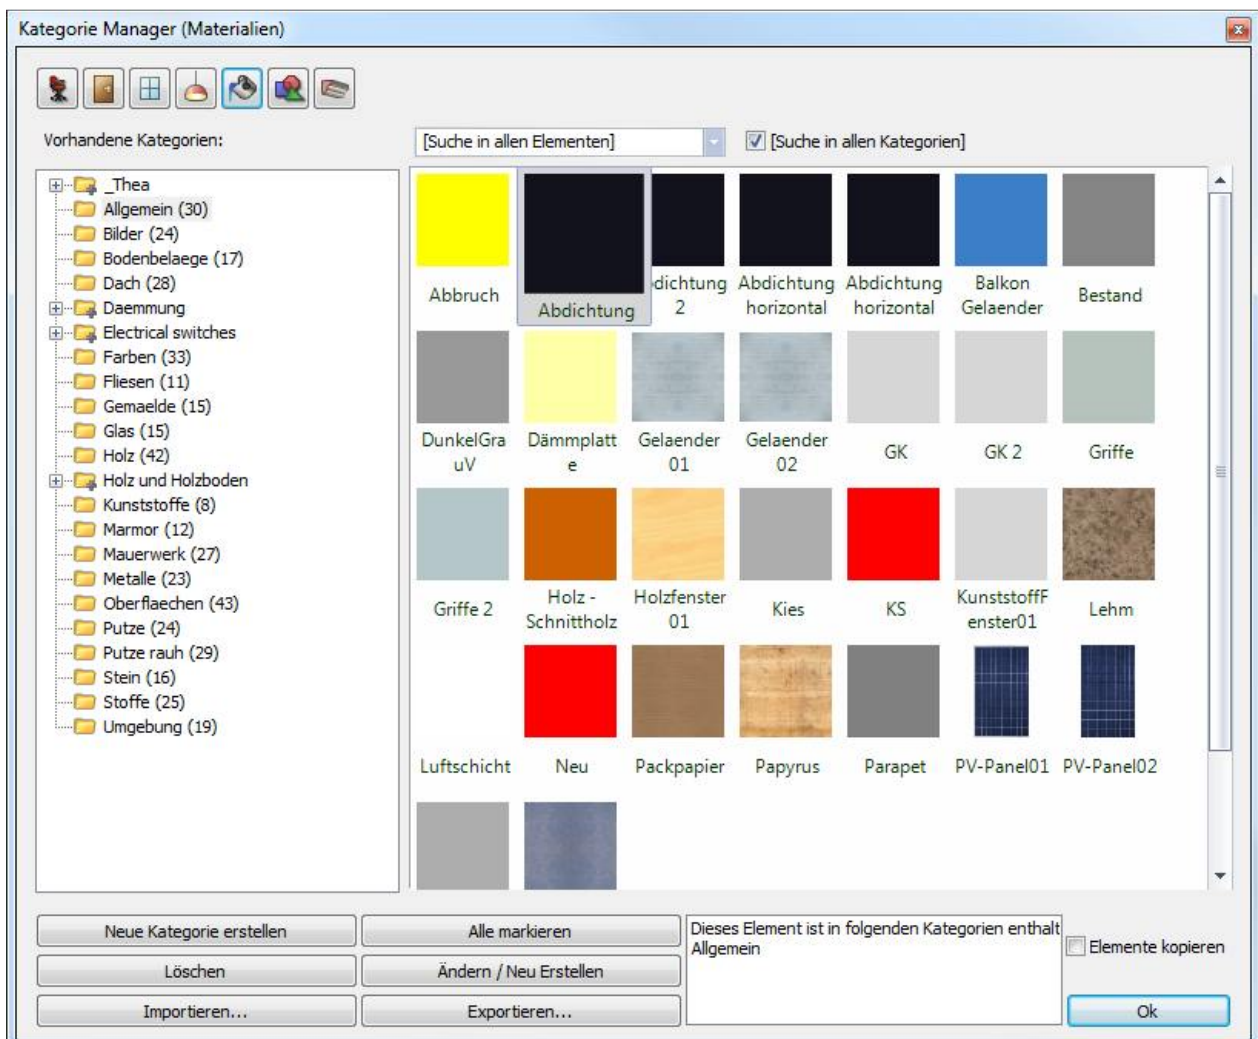 Kategorie Manager (Materialien)
Vorhandene Kategorien:
[Suche in allen Elementen]
[Suche in allen Kategorien]
_Thea
Allgemein (30)
Bilder (24)
Bodenbelaege (17)
Dach (28)
Daemmung
Electrical switches
Farben (33)
Fliesen (11)
Gemaelde (15)
Glas (15)
Holz (42)
Holz und Holzboden
Kunststoffe (8)
Marmor (12)
Mauerwerk (27)
Metalle (23)
Oberflaechen (43)
Putze (24)
Putze rauh (29)
Stein (16)
Stoffe (25)
Umgebung (19)
Abbruch
Abdichtung
dichtung
2
Abdichtung
horizontal
Abdichtung
horizontal
Balkon
Gelaender
Bestand
DunkelGra
uV
Dämmplatt
e
Gelaender
01
Gelaender
02
GK
GK 2
Griffe
Griffe 2
Holz -
Schnittholz
Holzfenster
01
Kies
KS
KunststoffF
enster01
Lehm
Luftschicht
Neu
Packpapier
Papyrus
Parapet
PV-Panel01
PV-Panel02
Neue Kategorie erstellen
Alle markieren
Löschen
Ändern / Neu Erstellen
Importieren...
Exportieren...
Dieses Element ist in folgenden Kategorien enthalt
Allgemein
Elemente kopieren
Ok